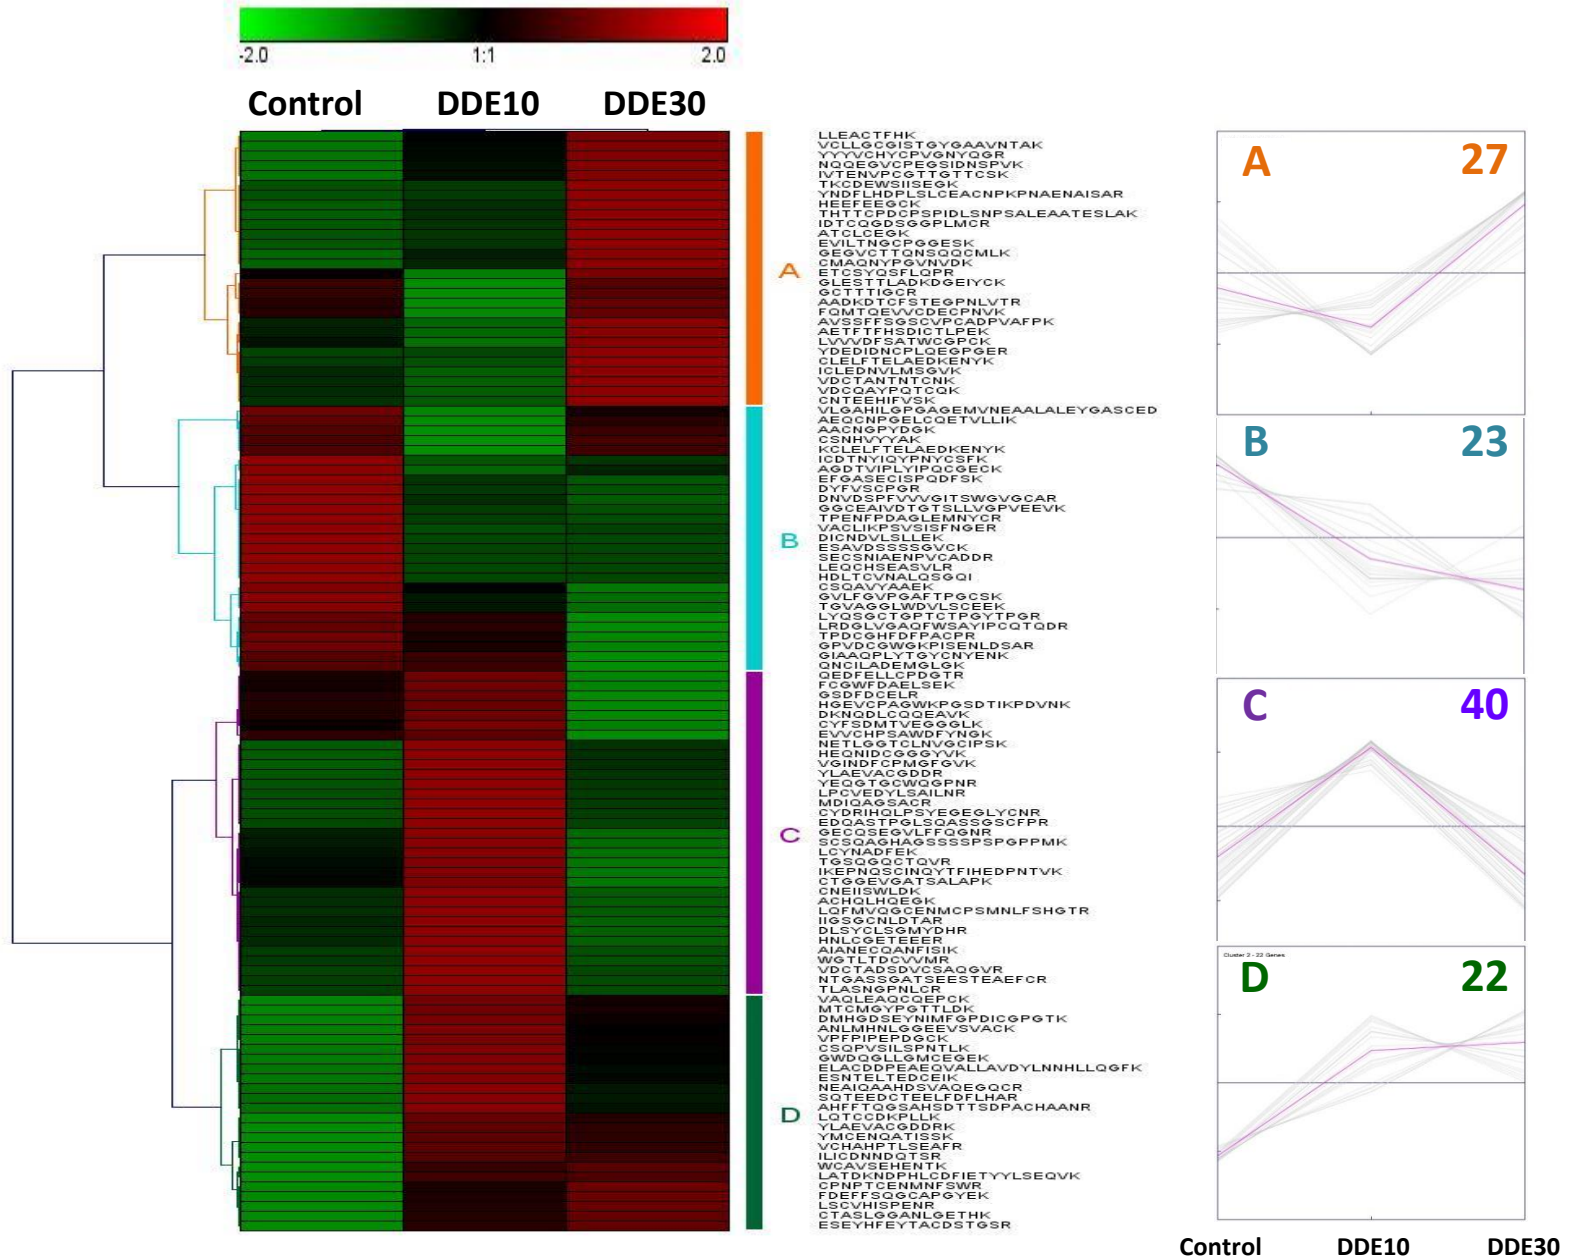 -2.0 1:1 2.0
Control DDE10 DDE30
LLEACTFHK
VCLLGCGISTGYGAAVNTAK
YYYVCHYCPVGNYQGR
NQQEGVCPEGSIDNSPVK
IVTENVPCGTTGTTCSK
TKCDEWSIISEGK
YNDFLHDPLSLCEACNPKPNAENAISAR
HEEFEEGCK
THTTCPDCPSPIDLSNPSALEAATESLAK
IDTCQGDSGGPLMCR
ATCLCEGK
EVILTNGCPGGESK
GEGVCTTQNSQQCMLK
CMAQNYPGVNVDK
ETCSYQSFLQPR
GLESTTLADKDGEIYCK
GCTTTIGCR
AADKDTCFSTEGPNLVTR
FQMTQEVVCDECPNVK
AVSSFFSGSCVPCADPVAFPK
AETFTFHSDICTLPEK
LVVVDFSATWCGPCK
YDEDIDNCPLQEGPGER
CLELFTELAEDKENYK
ICLEDNVLMSGVK
VDCTANTNTCNK
VDCQAYPQTCQK
CNTEEHIFVSK
VLGAHILGPGAGEMVNEAALALEYGASCED
AEQCNPGELCQETVLLIK
AACNGPYDGK
CSNHVYYAK
KCLELFTELAEDKENYK
ICDTNYIQYPNYCSFK
AGDTVIPLYIPQCGECK
EFGASECISPQDFSK
DYFVSCPGR
DNVDSPFVVVGITSWGVGCAR
GGCEAIVDTGTSLLVGPVEEVK
TPENFPDAGLEMNYCR
VACLIKPSVSISFNGER
DICNDVLSLLEK
ESAVDSSSSGVCK
SECSNIAENPVCADDR
LEQCHSEASVLR
HDLTCVNALQSGQI
CSQAVYAAEK
GVLFGVPGAFTPGCSK
TGVAGGLWDVLSCEEK
LYQSGCTGPTCTPGYTPGR
LRDGLVGAQFWSAYIPCQTQDR
TPDCGHFDFPACPR
GPVDCGWGKPISENLDSAR
GIAAQPLYTGYCNYENK
QNCILADEMGLGK
QEDFELLCPDGTR
FCGWFDAELSEK
GSDFDCELR
HGEVCPAGWKPGSDTIKPDVNK
DKNQDLCQQEAVK
CYFSDMTVEGGGLK
EVVCHPSAWDFYNGK
NETLGGTCLNVGCIPSK
HEQNIDCGGGYVK
VGINDFCPMGFGVK
YLAEVACGDDR
YEQGTGCWQGPNR
LPCVEDYLSAILNR
MDIQAGSACR
CYDRIHQLPSYEGEGLYCNR
EDQASTPGLSQASSGSCFPR
GECQSEGVLFFQGNR
SCSQAGHAGSSSSPSPGPPMK
LCYNADFEK
TGSQGQCTQVR
IKEPNQSCINQYTFIHEDPNTVK
CTGGEVGATSALAPK
CNEIISWLDK
ACHQLHQEGK
LQFMVQGCENMCPSMNLFSHGTR
IIGSGCNLDTAR
DLSYCLSGMYDHR
HNLCGETEEER
AIANECQANFISIK
WGTLTDCVVMR
VDCTADSDVCSAQGVR
NTGASSGATSEESTEAEFCR
TLASNGPNLCR
VAQLEAQCQEPCK
MTCMGYPGTTLDK
DMHGDSEYNIMFGPDICGPGTK
ANLMHNLGGEEVSVACK
VPFPIPEPDGCK
CSQPVSILSPNTLK
GWDQGLLGMCEGEK
ELACDDPEAEQVALLAVDYLNNHLLQGFK
ESNTELTEDCEIK
NEAIQAAHDSVAQEGQCR
SQTEEDCTEELFDFLHAR
AHFFTQGSAHSDTTSDPACHAANR
LQTCCDKPLLK
YLAEVACGDDRK
YMCENQATISSK
VCHAHPTLSEAFR
ILICDNNDQTSR
WCAVSEHENTK
LATDKNDPHLCDFIETYYLSEQVK
CPNPTCENMNFSWR
FDEFFSQGCAPGYEK
LSCVHISPENR
CTASLGGANLGETHK
ESEYHFEYTACDSTGSR
A
B
C
D
A 27
B 23
C 40
Cluster 2 - 22 Genes
D 22
Control DDE10 DDE30